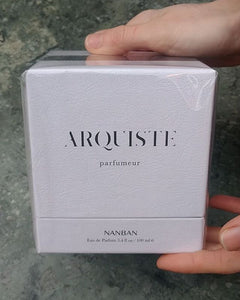 ARQUISTE
parfumeur
NANBAN
Eau de Parfum 3.4 fl oz / 100 ml ℮